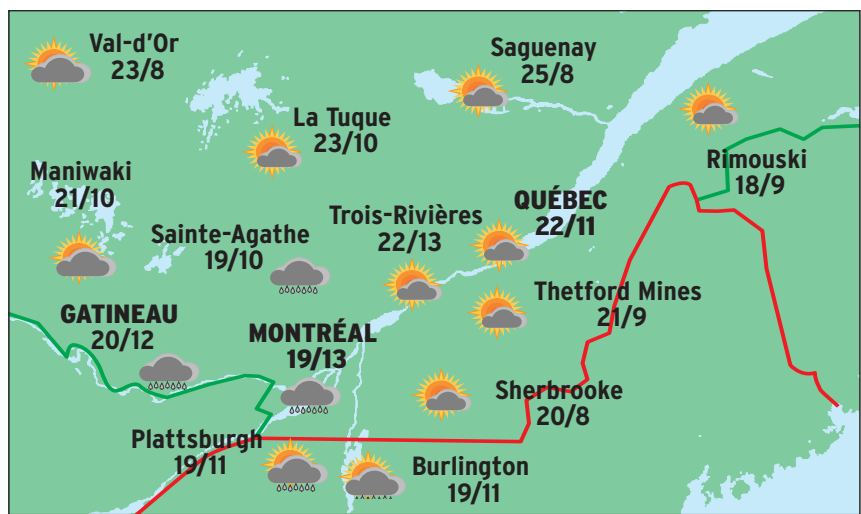 Val-d'Or
23/8
Saguenay
25/8
La Tuque
23/10
Rimouski
18/9
Maniwaki
21/10
Trois-Rivières
22/13
QUÉBEC
22/11
Sainte-Agathe
19/10
Thetford Mines
21/9
GATINEAU
20/12
MONTRÉAL
19/13
Sherbrooke
20/8
Plattsburgh
19/11
Burlington
19/11